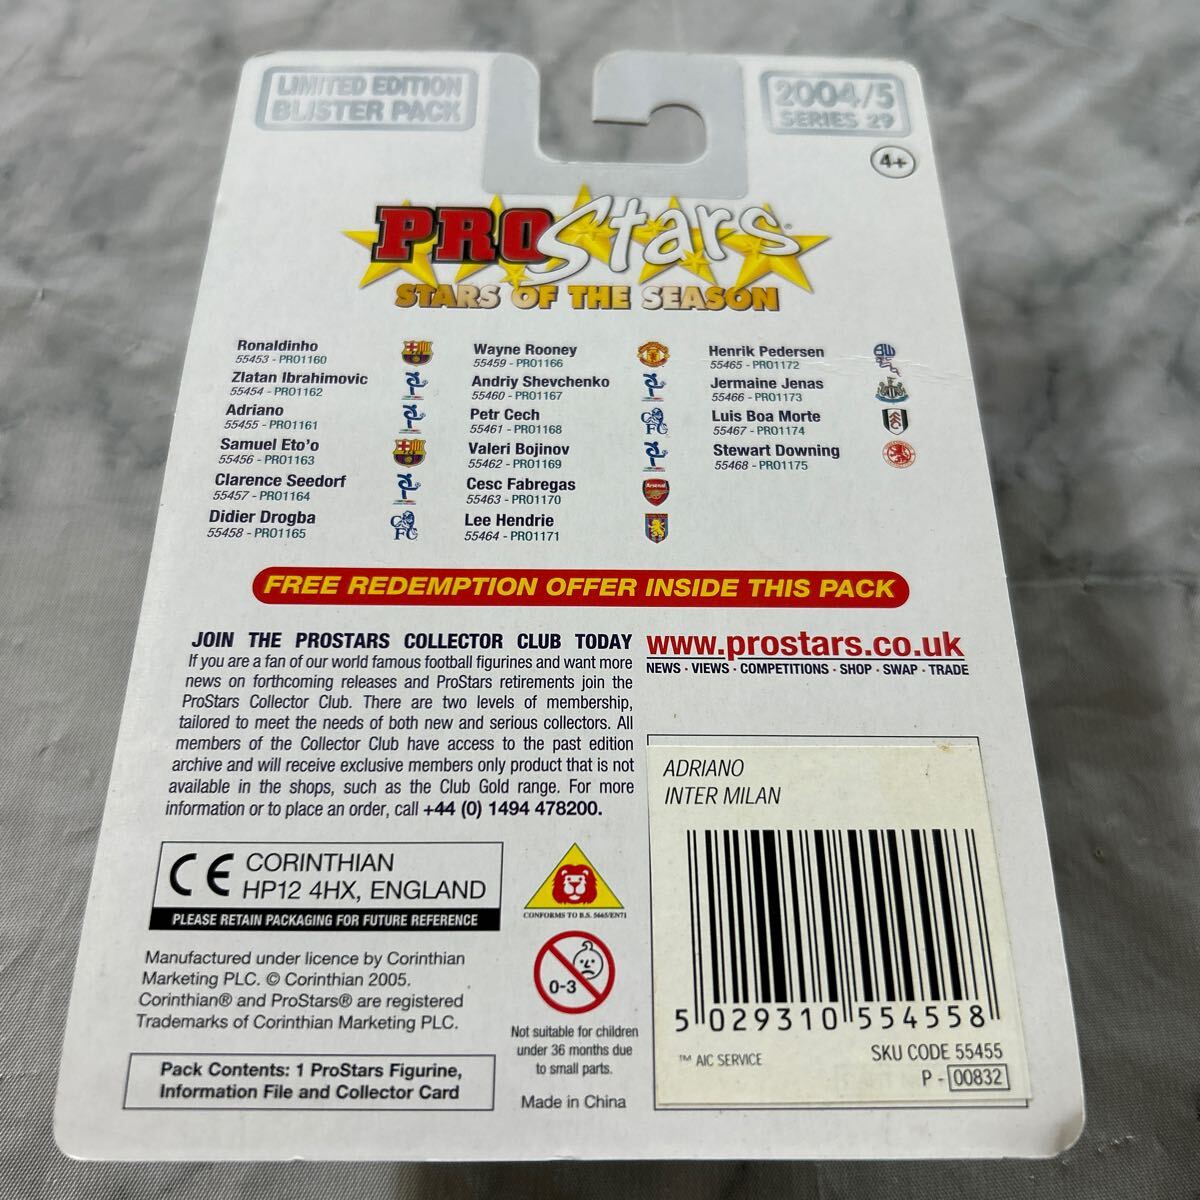 LIMITED EDITION
BLISTER PACK
2004/5
SERIES 29
4+
PROStars®
STARS OF THE SEASON
Ronaldinho
55453 - PRO1160
Zlatan Ibrahimovic
55454 - PRO1162
Adriano
55455 - PRO1161
Samuel Eto'o
55456 - PRO1163
Clarence Seedorf
55457 - PRO1164
Didier Drogba
55458 - PRO1165
Wayne Rooney
55459 - PRO1166
Andriy Shevchenko
55460 - PRO1167
Petr Cech
55461 - PRO1168
Valeri Bojinov
55462 - PRO1169
Cesc Fabregas
55463 - PRO1170
Lee Hendrie
55464 - PRO1171
Henrik Pedersen
55465 - PRO1172
Jermaine Jenas
55466 - PRO1173
Luis Boa Morte
55467 - PRO1174
Stewart Downing
55468 - PRO1175
FREE REDEMPTION OFFER INSIDE THIS PACK
JOIN THE PROSTARS COLLECTOR CLUB TODAY
If you are a fan of our world famous football figurines and want more
news on forthcoming releases and ProStars retirements join the
ProStars Collector Club. There are two levels of membership,
tailored to meet the needs of both new and serious collectors. All
members of the Collector Club have access to the past edition
archive and will receive exclusive members only product that is not
available in the shops, such as the Club Gold range. For more
information or to place an order, call +44 (0) 1494 478200.
www.prostars.co.uk
NEWS · VIEWS · COMPETITIONS · SHOP · SWAP · TRADE
CE CORINTHIAN
HP12 4HX, ENGLAND
PLEASE RETAIN PACKAGING FOR FUTURE REFERENCE
Manufactured under licence by Corinthian
Marketing PLC. © Corinthian 2005.
Corinthian® and ProStars® are registered
Trademarks of Corinthian Marketing PLC.
Pack Contents: 1 ProStars Figurine,
Information File and Collector Card
CONFORMS TO B.S. 5665/EN71
0-3
Not suitable for children
under 36 months due
to small parts.
Made in China
ADRIANO
INTER MILAN
5 029310 554558
™ AIC SERVICE
SKU CODE 55455
P - 00832